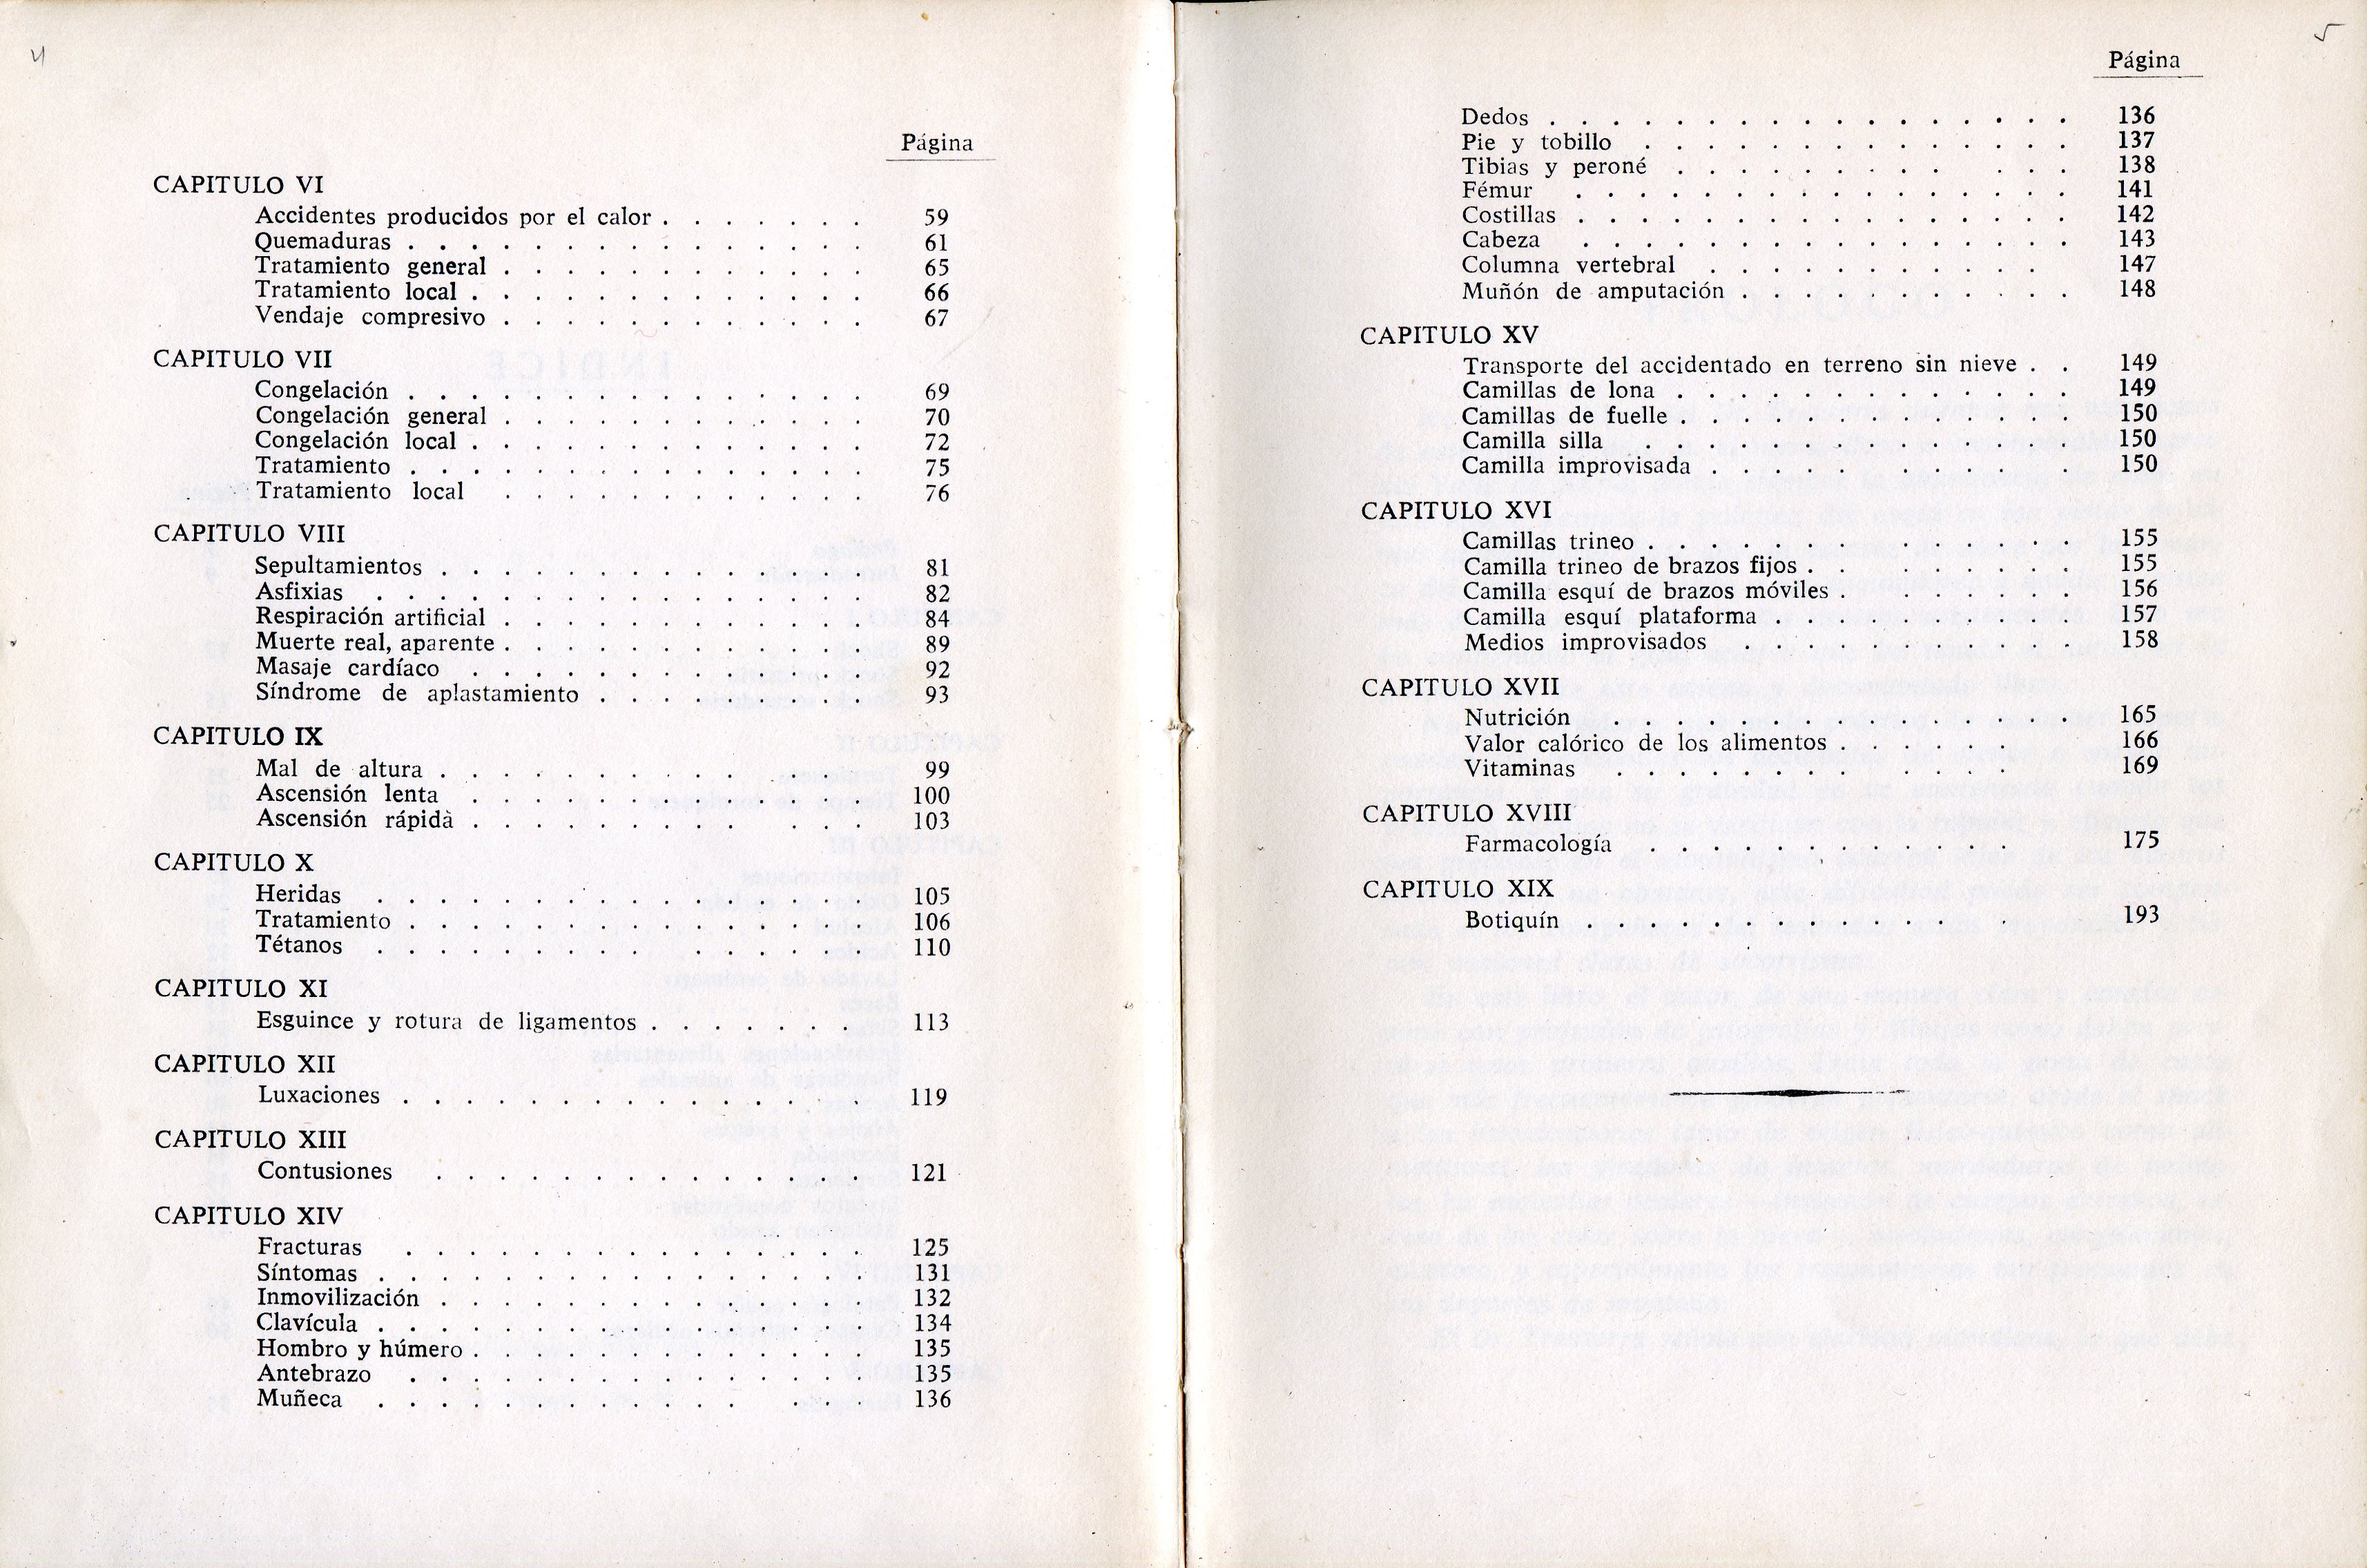 4
Página
CAPITULO VI
Accidentes producidos por el calor . . . . . . . 59
Quemaduras . . . . . . . . . . . . . . . 61
Tratamiento general . . . . . . . . . . . . 65
Tratamiento local . . . . . . . . . . . . . 66
Vendaje compresivo . . . . . . . . . . . . 67
CAPITULO VII
Congelación . . . . . . . . . . . . . . . 69
Congelación general . . . . . . . . . . . . 70
Congelación local . . . . . . . . . . . . . 72
Tratamiento . . . . . . . . . . . . . . . 75
Tratamiento local . . . . . . . . . . . . 76
CAPITULO VIII
Sepultamientos . . . . . . . . . . . . . . 81
Asfixias . . . . . . . . . . . . . . . . 82
Respiración artificial . . . . . . . . . . . . 84
Muerte real, aparente . . . . . . . . . . . . 89
Masaje cardíaco . . . . . . . . . . . . . 92
Síndrome de aplastamiento . . . . . . . . . 93
CAPITULO IX
Mal de altura . . . . . . . . . . . . . . 99
Ascensión lenta . . . . . . . . . . . . . 100
Ascensión rápidà . . . . . . . . . . . . 103
CAPITULO X
Heridas . . . . . . . . . . . . . . . . 105
Tratamiento . . . . . . . . . . . . . . . 106
Tétanos . . . . . . . . . . . . . . . . 110
CAPITULO XI
Esguince y rotura de ligamentos . . . . . . . 113
CAPITULO XII
Luxaciones . . . . . . . . . . . . . . . 119
CAPITULO XIII
Contusiones . . . . . . . . . . . . . . 121
CAPITULO XIV
Fracturas . . . . . . . . . . . . . . . 125
Síntomas . . . . . . . . . . . . . . . . 131
Inmovilización . . . . . . . . . . . . . . 132
Clavícula . . . . . . . . . . . . . . . . 134
Hombro y húmero . . . . . . . . . . . . . 135
Antebrazo . . . . . . . . . . . . . . . 135
Muñeca . . . . . . . . . . . . . . . 136
5
Página
Dedos . . . . . . . . . . . . . . . . . 136
Pie y tobillo . . . . . . . . . . . . . . 137
Tibias y peroné . . . . . . . . . . . . 138
Fémur . . . . . . . . . . . . . . . . 141
Costillas . . . . . . . . . . . . . . . . 142
Cabeza . . . . . . . . . . . . . . . . 143
Columna vertebral . . . . . . . . . . . 147
Muñón de amputación . . . . . . . . . . . 148
CAPITULO XV
Transporte del accidentado en terreno sin nieve . . 149
Camillas de lona . . . . . . . . . . . . . 149
Camillas de fuelle . . . . . . . . . . . . . 150
Camilla silla . . . . . . . . . . . . . . 150
Camilla improvisada . . . . . . . . . . . 150
CAPITULO XVI
Camillas trineo . . . . . . . . . . . . . . 155
Camilla trineo de brazos fijos . . . . . . . . 155
Camilla esquí de brazos móviles . . . . . . . 156
Camilla esquí plataforma . . . . . . . . . 157
Medios improvisados . . . . . . . . . . . 158
CAPITULO XVII
Nutrición . . . . . . . . . . . . . . . 165
Valor calórico de los alimentos . . . . . . 166
Vitaminas . . . . . . . . . . . . 169
CAPITULO XVIII
Farmacología . . . . . . . . . . . . 175
CAPITULO XIX
Botiquín . . . . . . . . . . . . . 193